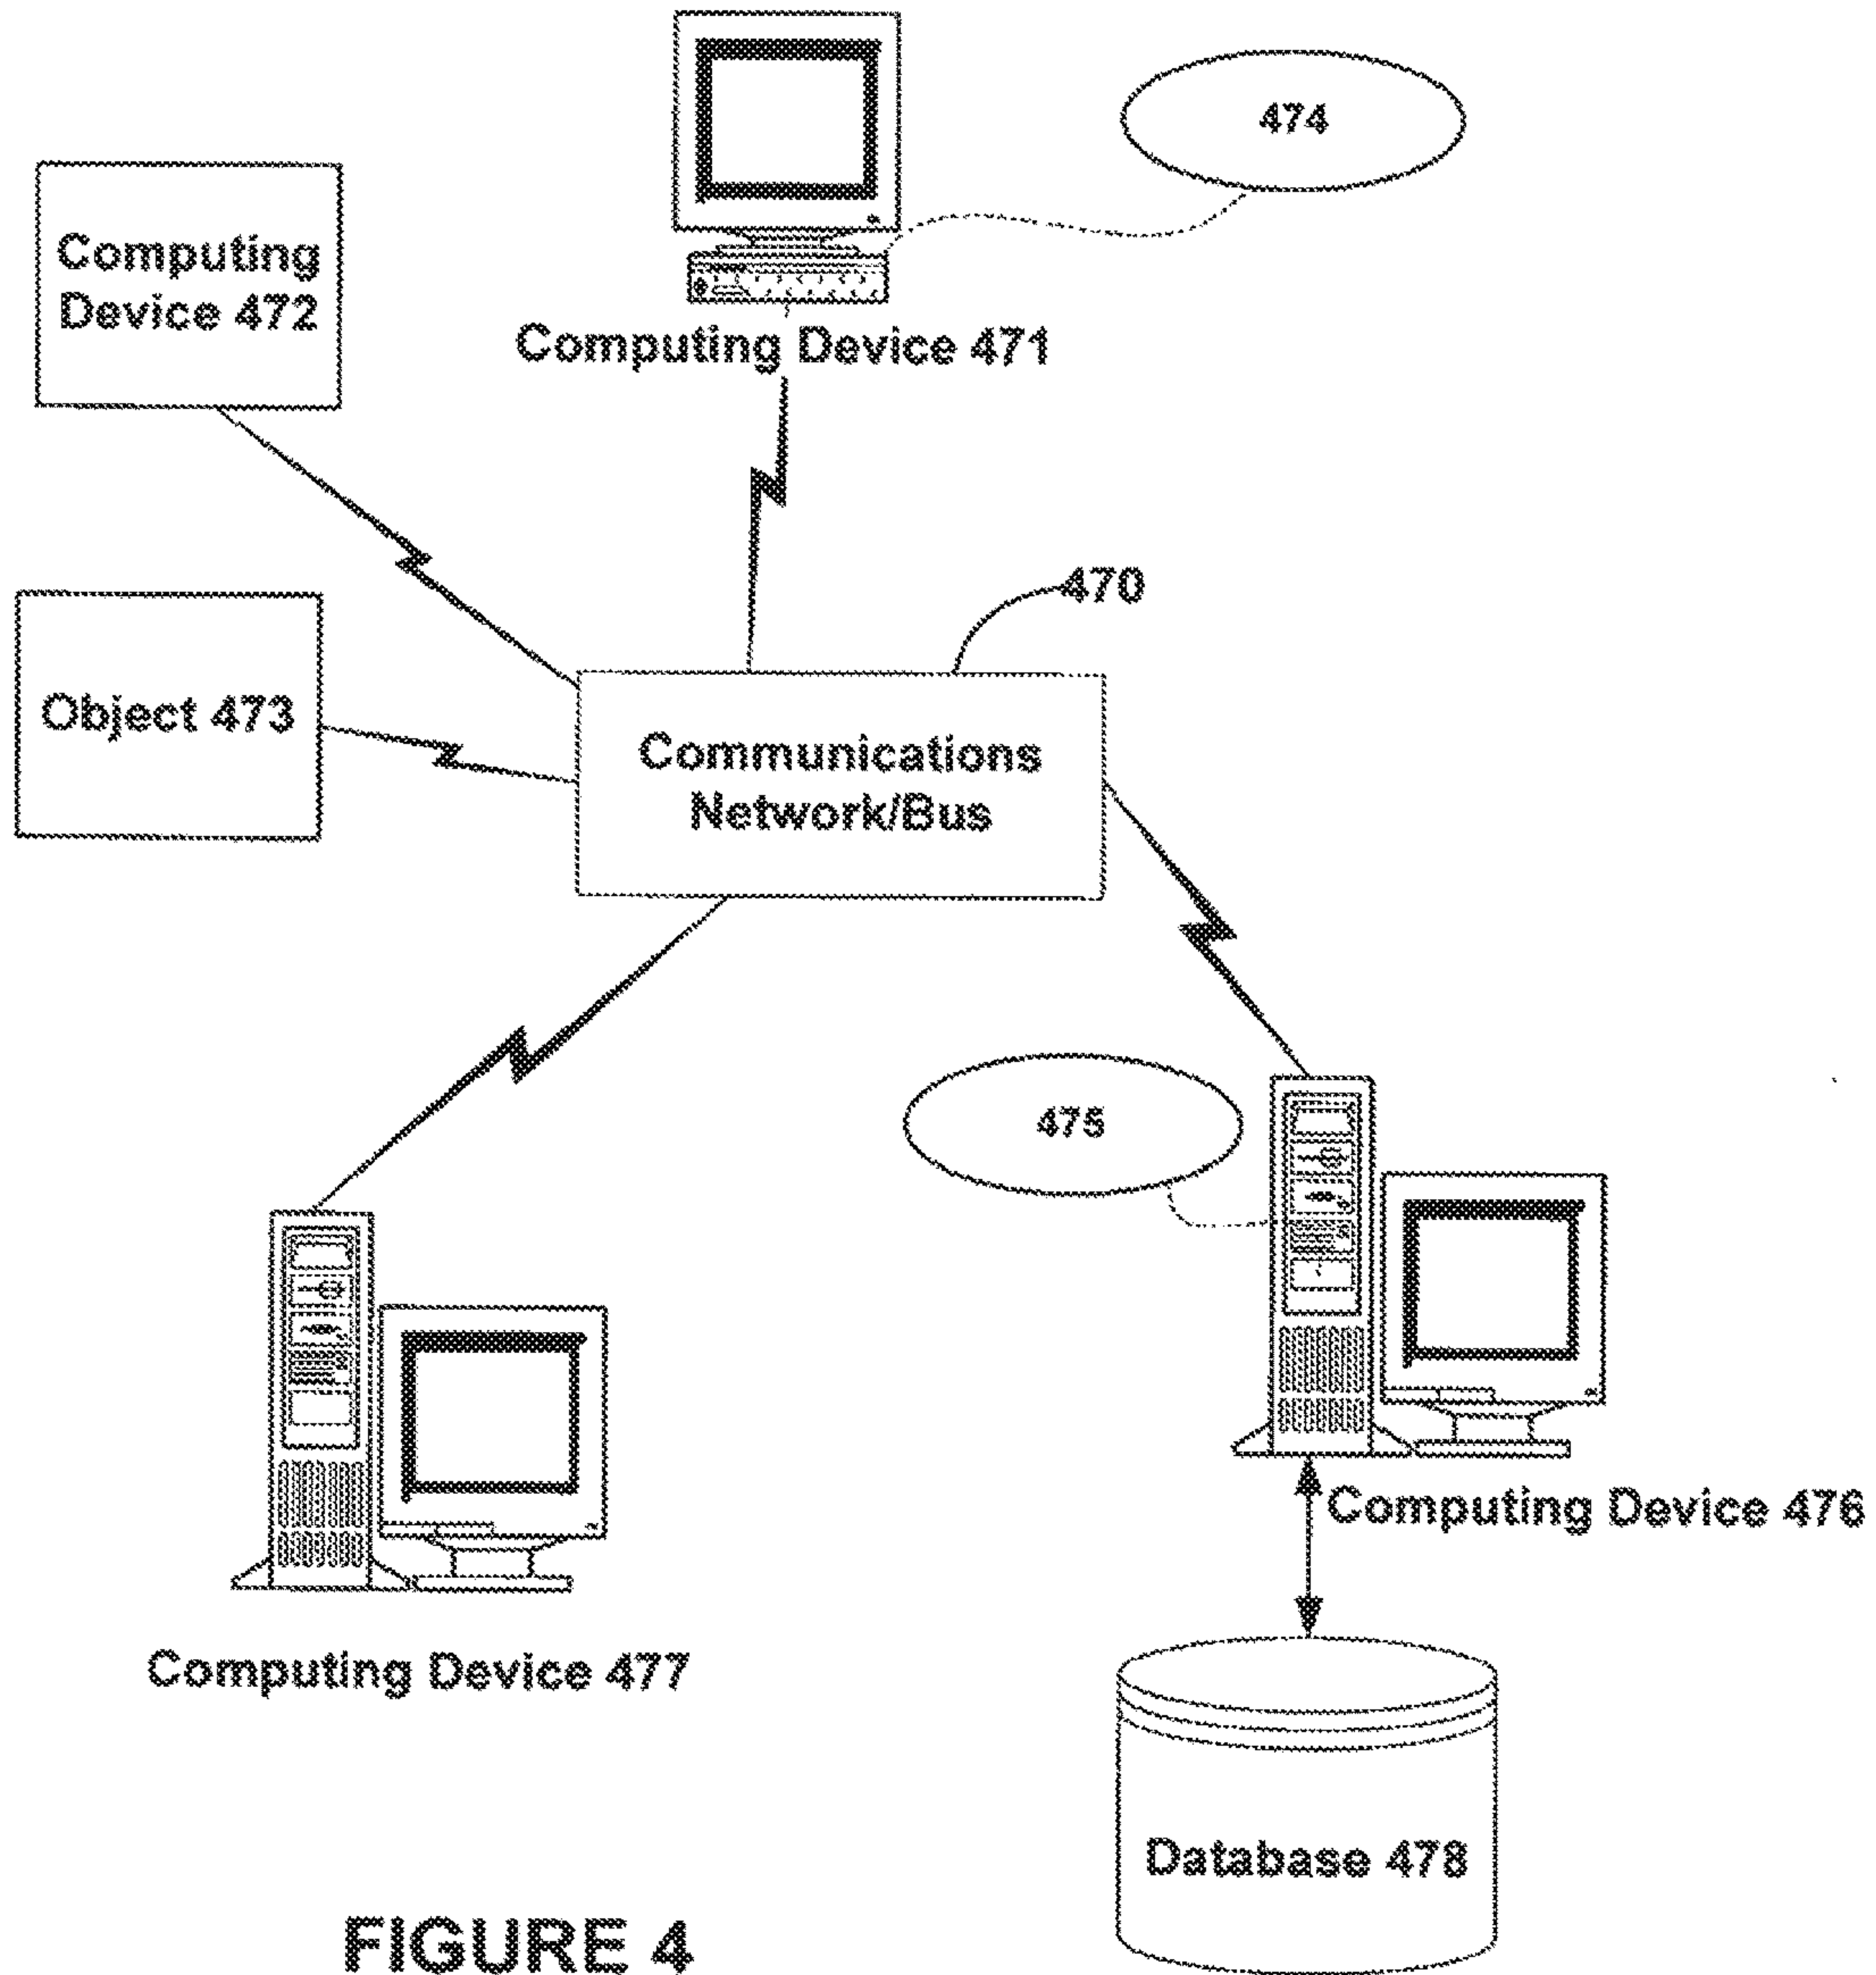 474
Computing
Device 472
Computing Device 471
470
Object 473
Communications
Network/Bus
475
Computing Device 476
Computing Device 477
Database 478
FIGURE 4